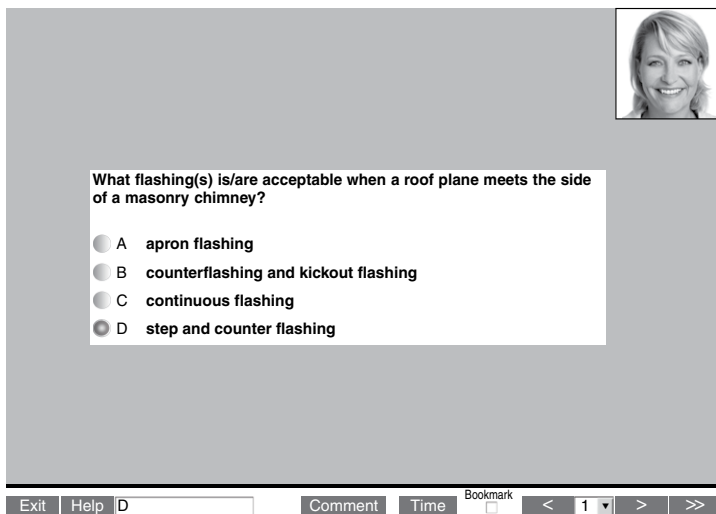 What flashing(s) is/are acceptable when a roof plane meets the side
of a masonry chimney?
A apron flashing
B counterflashing and kickout flashing
C continuous flashing
D step and counter flashing
Exit Help D Comment Time Bookmark < 1 > >>